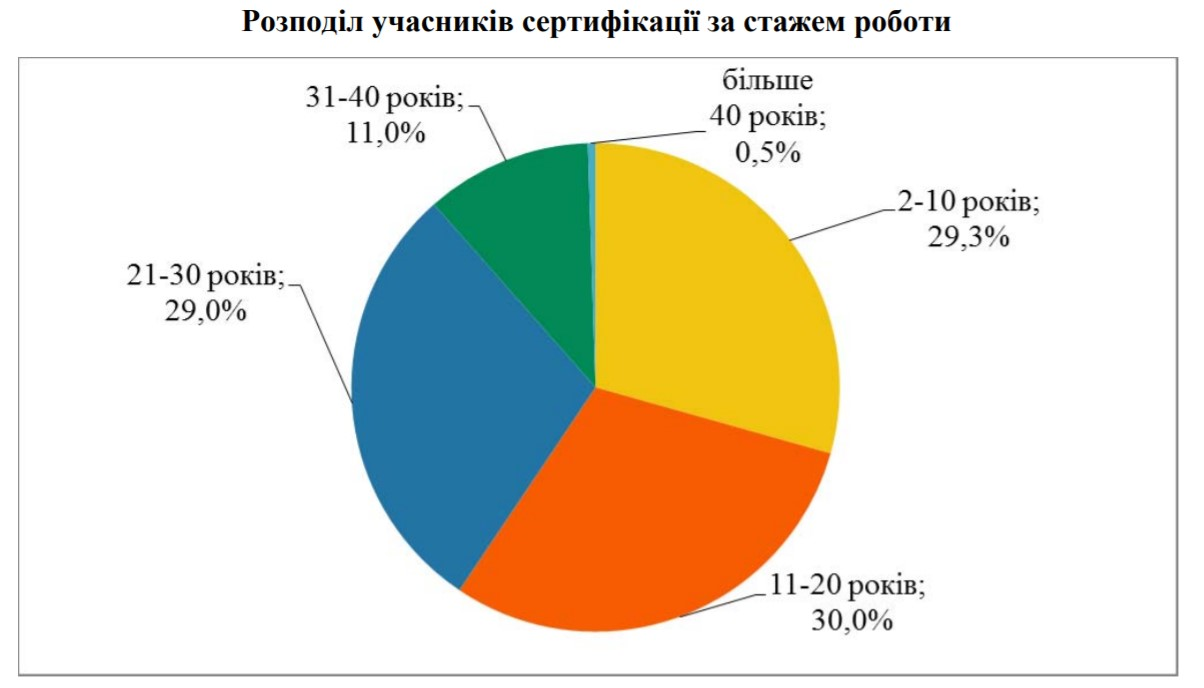 Розподіл учасників сертифікації за стажем роботи
більше
40 років;
0,5%
31-40 років;
11,0%
2-10 років;
29,3%
21-30 років;
29,0%
11-20 років;
30,0%